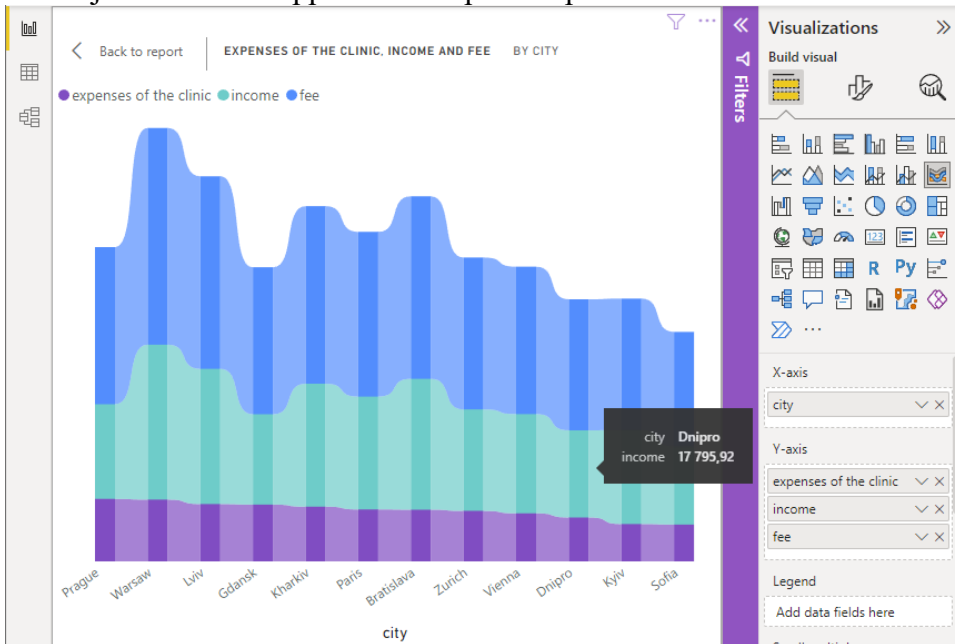 Back to report
EXPENSES OF THE CLINIC, INCOME AND FEE BY CITY
expenses of the clinic income fee
city Dnipro
income 17 795,92
Prague Warsaw Lviv Gdansk Kharkiv Paris Bratislava Zurich Vienna Dnipro Kyiv Sofia
city
Filters
Visualizations
Build visual
123
R Py
X-axis
city
Y-axis
expenses of the clinic
income
fee
Legend
Add data fields here